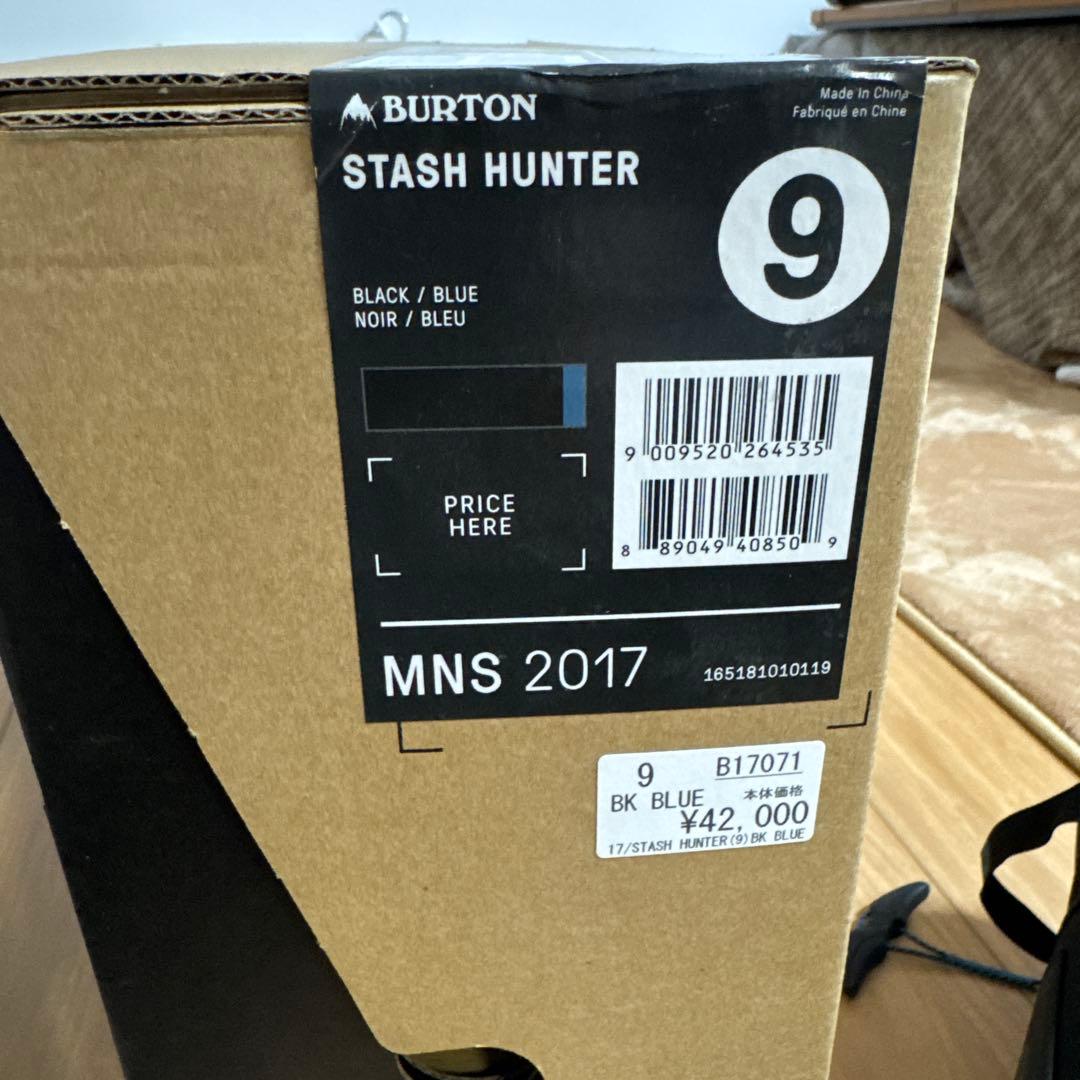 BURTON
Made In China
Fabriqué en Chine
STASH HUNTER
9
BLACK / BLUE
NOIR / BLEU
9 009520 264535
PRICE
HERE
8 89049 40850 9
MNS 2017
165181010119
9 B17071
BK BLUE 本体価格
¥42,000
17/STASH HUNTER(9)BK BLUE